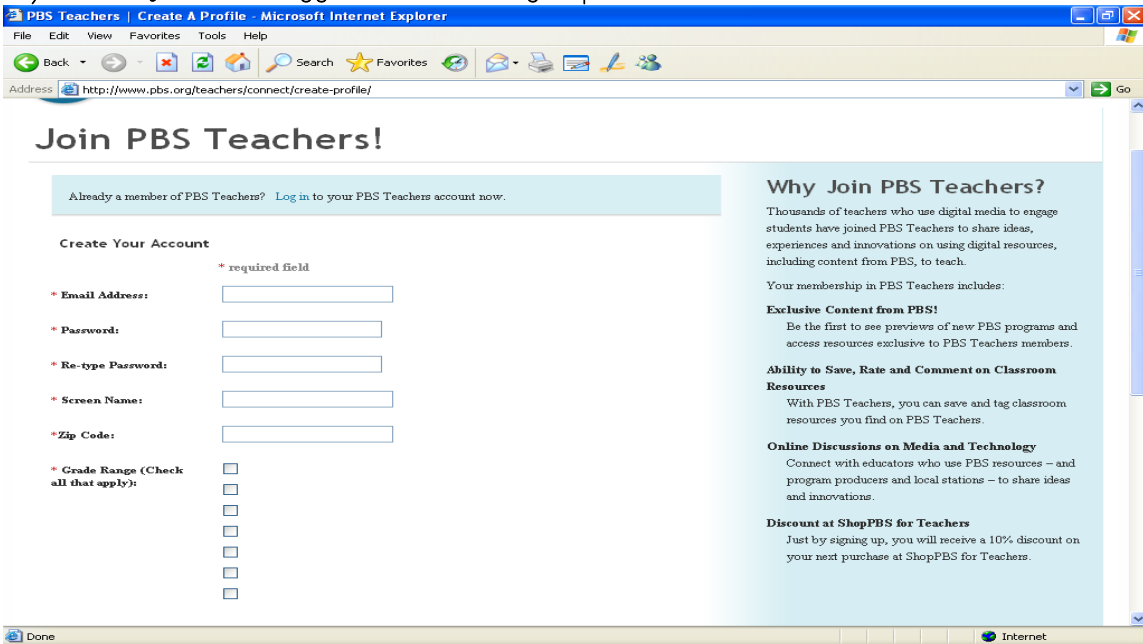 PBS Teachers | Create A Profile - Microsoft Internet Explorer
File Edit View Favorites Tools Help
Back Search Favorites
Address http://www.pbs.org/teachers/connect/create-profile/ Go
Join PBS Teachers!
Already a member of PBS Teachers? Log in to your PBS Teachers account now.
Create Your Account
* required field
* Email Address:
* Password:
* Re-type Password:
* Screen Name:
*Zip Code:
* Grade Range (Check
all that apply):
Why Join PBS Teachers?
Thousands of teachers who use digital media to engage
students have joined PBS Teachers to share ideas,
experiences and innovations on using digital resources,
including content from PBS, to teach.
Your membership in PBS Teachers includes:
Exclusive Content from PBS!
Be the first to see previews of new PBS programs and
access resources exclusive to PBS Teachers members.
Ability to Save, Rate and Comment on Classroom
Resources
With PBS Teachers, you can save and tag classroom
resources you find on PBS Teachers.
Online Discussions on Media and Technology
Connect with educators who use PBS resources – and
program producers and local stations – to share ideas
and innovations.
Discount at ShopPBS for Teachers
Just by signing up, you will receive a 10% discount on
your next purchase at ShopPBS for Teachers.
Done Internet